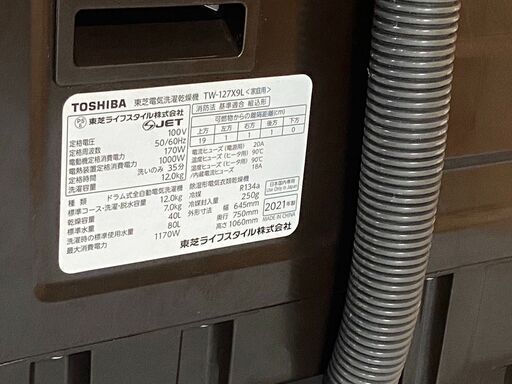 TOSHIBA 東芝電気洗濯乾燥機 TW-127X9L<家庭用>
東芝ライフスタイル株式会社
JET
定格電圧 100V
定格周波数 50/60Hz
電動機定格消費電力 170W
電熱装置定格消費電力 1000W
定格時間 洗いのみ 35分
洗濯容量 12.0kg
消防法 基準適合 組込形
可燃物からの離隔距離(cm)
上方 左方 右方 後方 下方
19 1 1 1 0
電流ヒューズ(電源用) 20A
温度ヒューズ(ヒータ用) 90℃
温度ヒューズ(ヒータ用) 90℃
内蔵電流ヒューズ 18A
ドラム式全自動電気洗濯機
標準コース・洗濯・脱水容量 12.0kg
乾燥容量 7.0kg
標準水量 40L
洗濯時の標準使用水量 80L
最大消費電力 1170W
除湿形電気衣類乾燥機
冷媒 R134a
冷媒封入量 250g
外形寸法 幅 645mm
奥行 750mm
高さ 1060mm
日本国内専用
Use Only in Japan
2021年製
MADE IN CHINA
東芝ライフスタイル株式会社